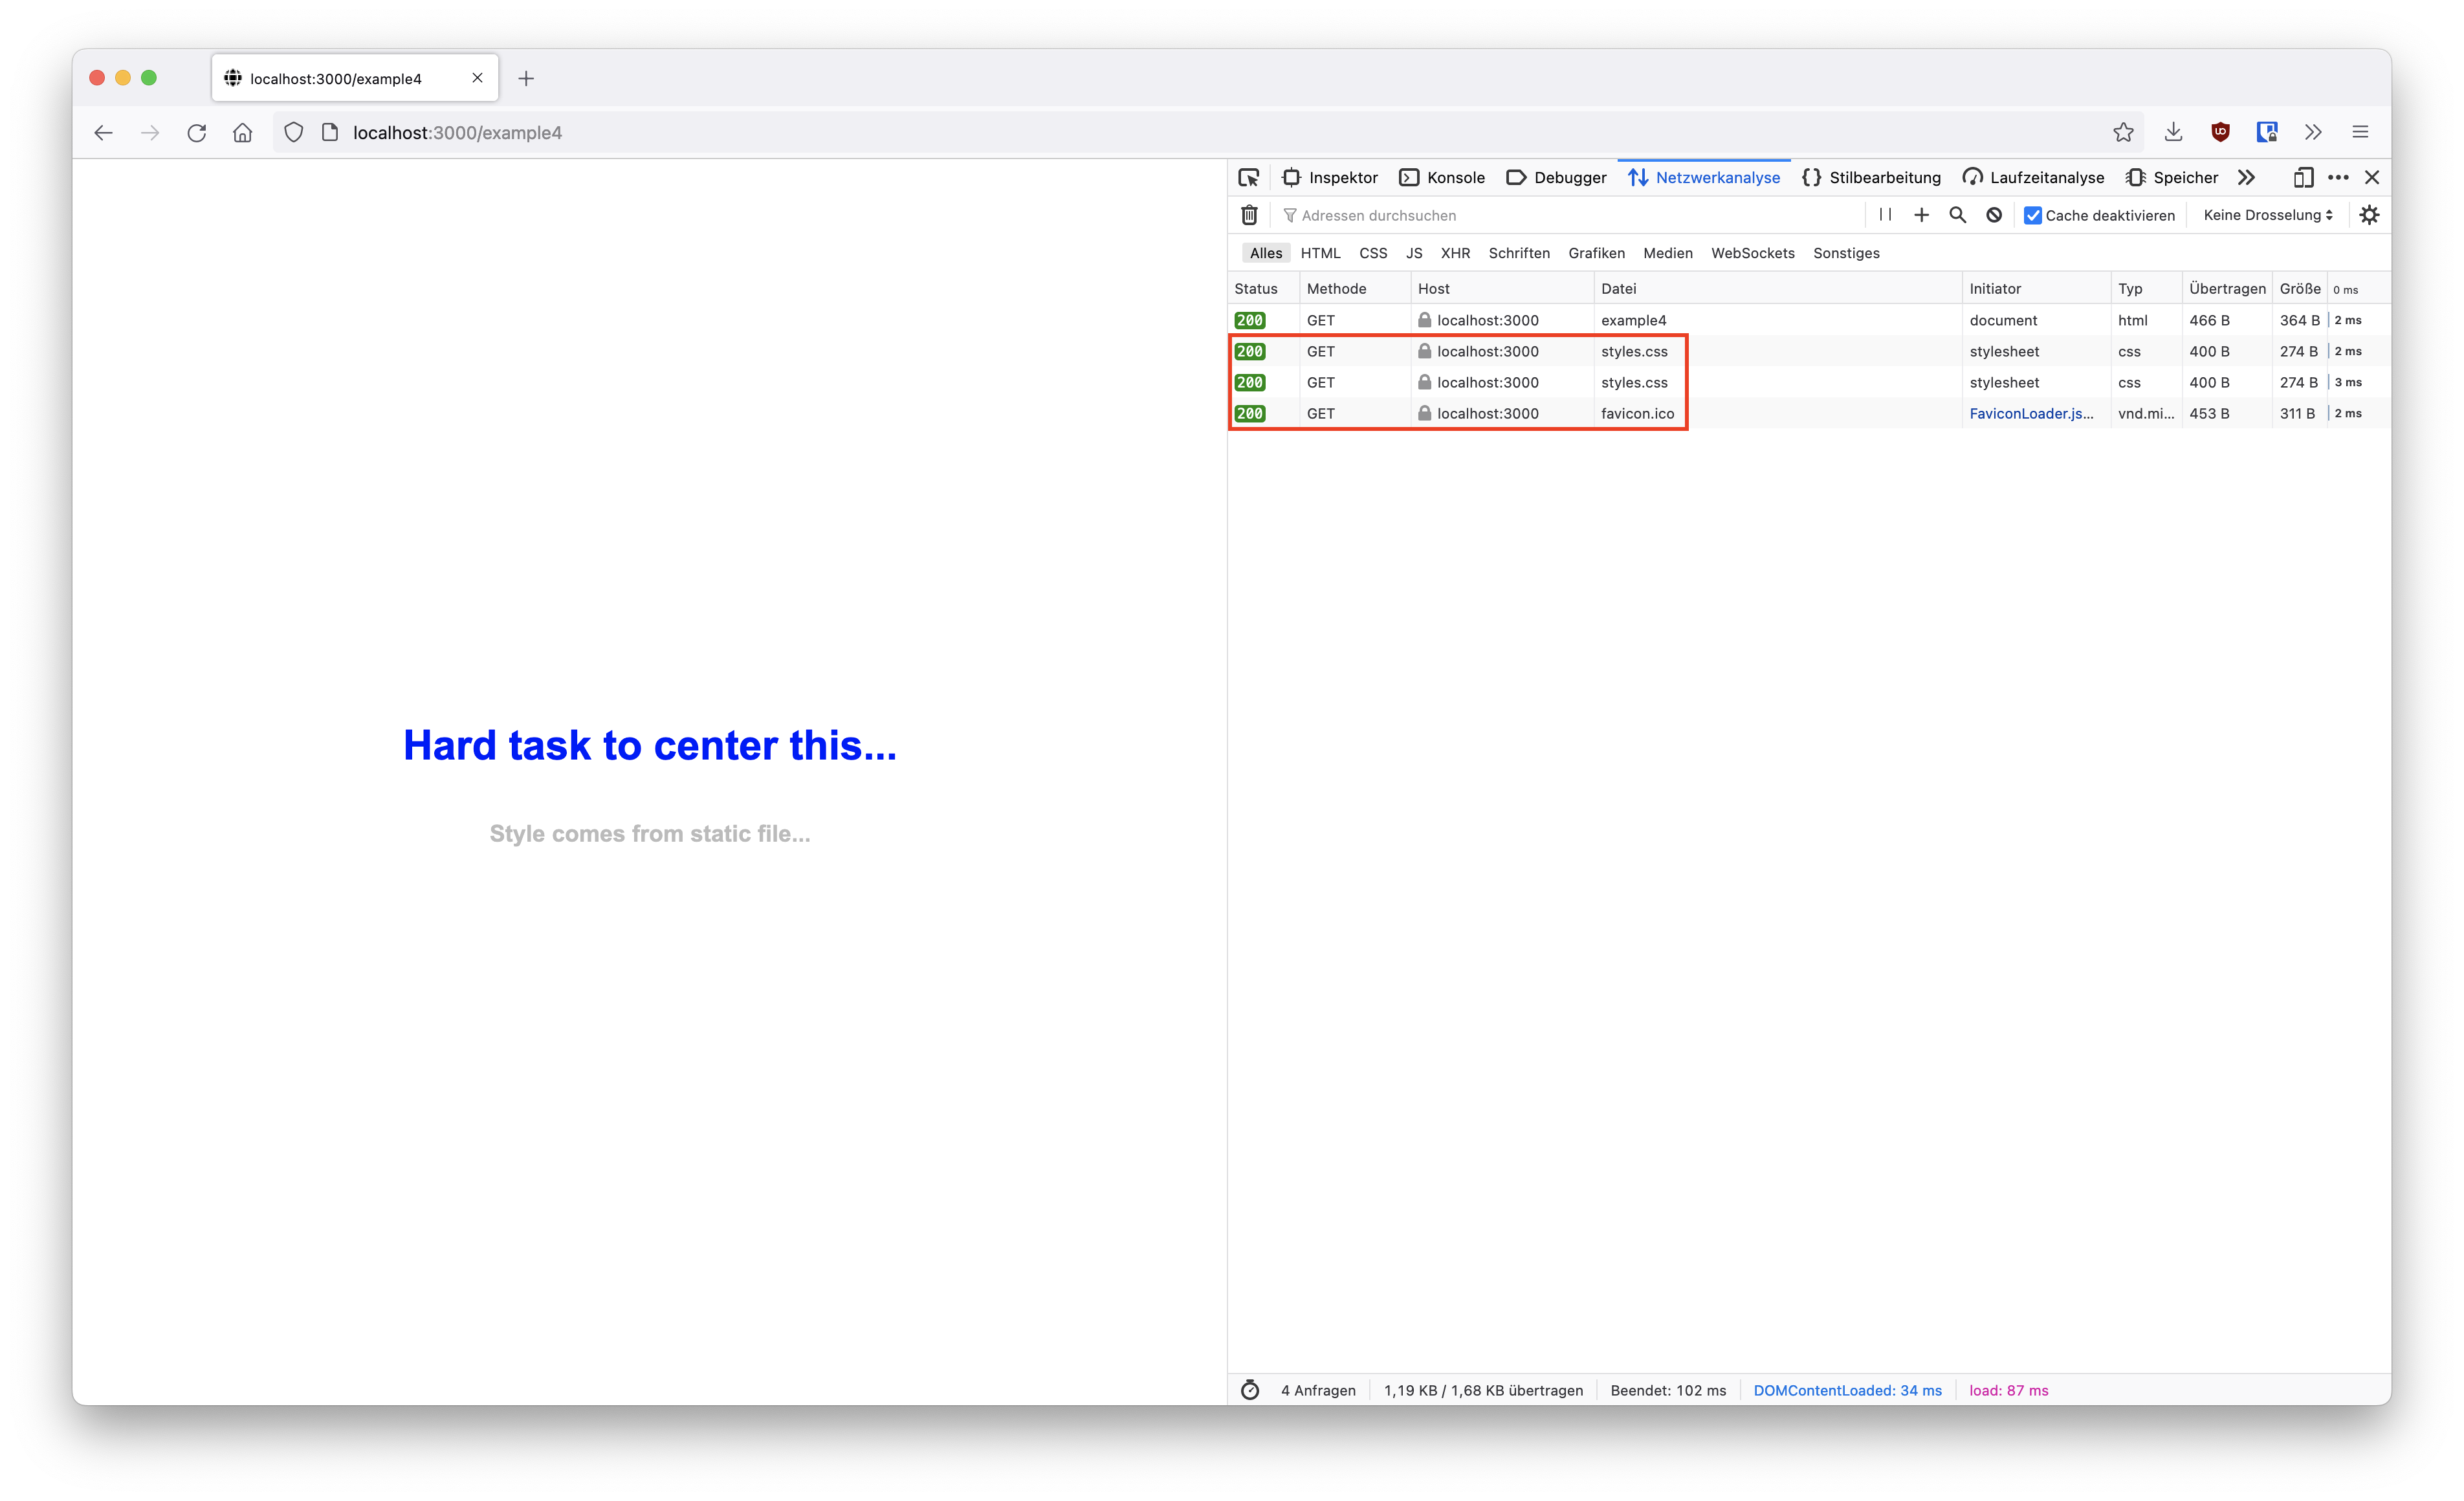 localhost:3000/example4
localhost:3000/example4
Inspektor Konsole Debugger Netzwerkanalyse Stilbearbeitung Laufzeitanalyse Speicher
Adressen durchsuchen Cache deaktivieren Keine Drosselung
Alles HTML CSS JS XHR Schriften Grafiken Medien WebSockets Sonstiges
Status Methode Host Datei Initiator Typ Übertragen Größe 0 ms
200 GET localhost:3000 example4 document html 466 B 364 B 2 ms
200 GET localhost:3000 styles.css stylesheet css 400 B 274 B 2 ms
200 GET localhost:3000 styles.css stylesheet css 400 B 274 B 3 ms
200 GET localhost:3000 favicon.ico FaviconLoader.js... vnd.mi... 453 B 311 B 2 ms
Hard task to center this...
Style comes from static file...
4 Anfragen 1,19 KB / 1,68 KB übertragen Beendet: 102 ms DOMContentLoaded: 34 ms load: 87 ms